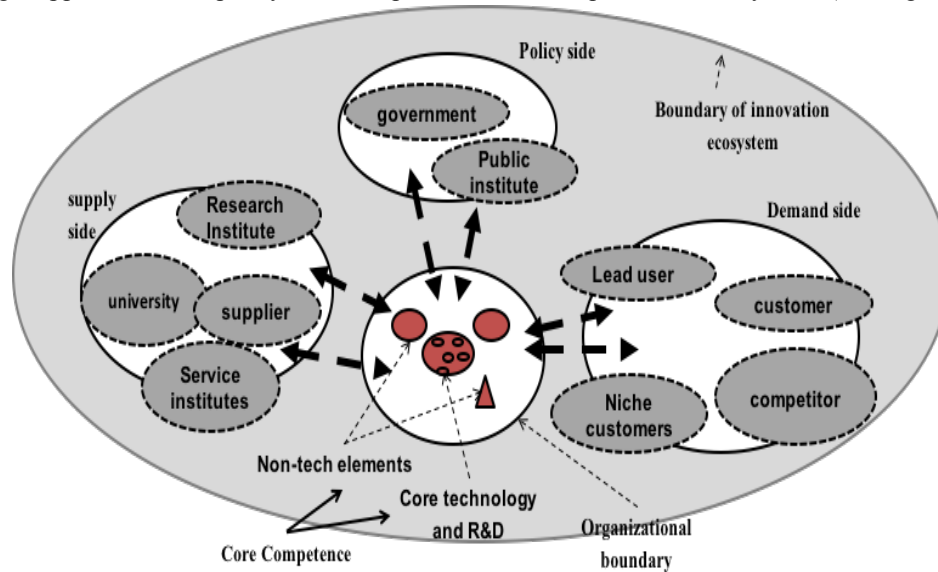 Policy side
Boundary of innovation
ecosystem
government
Public
institute
supply
side
Research
Institute
university
supplier
Service
institutes
Demand side
Lead user
customer
Niche
customers
competitor
Non-tech elements
Core technology
and R&D
Core Competence
Organizational
boundary